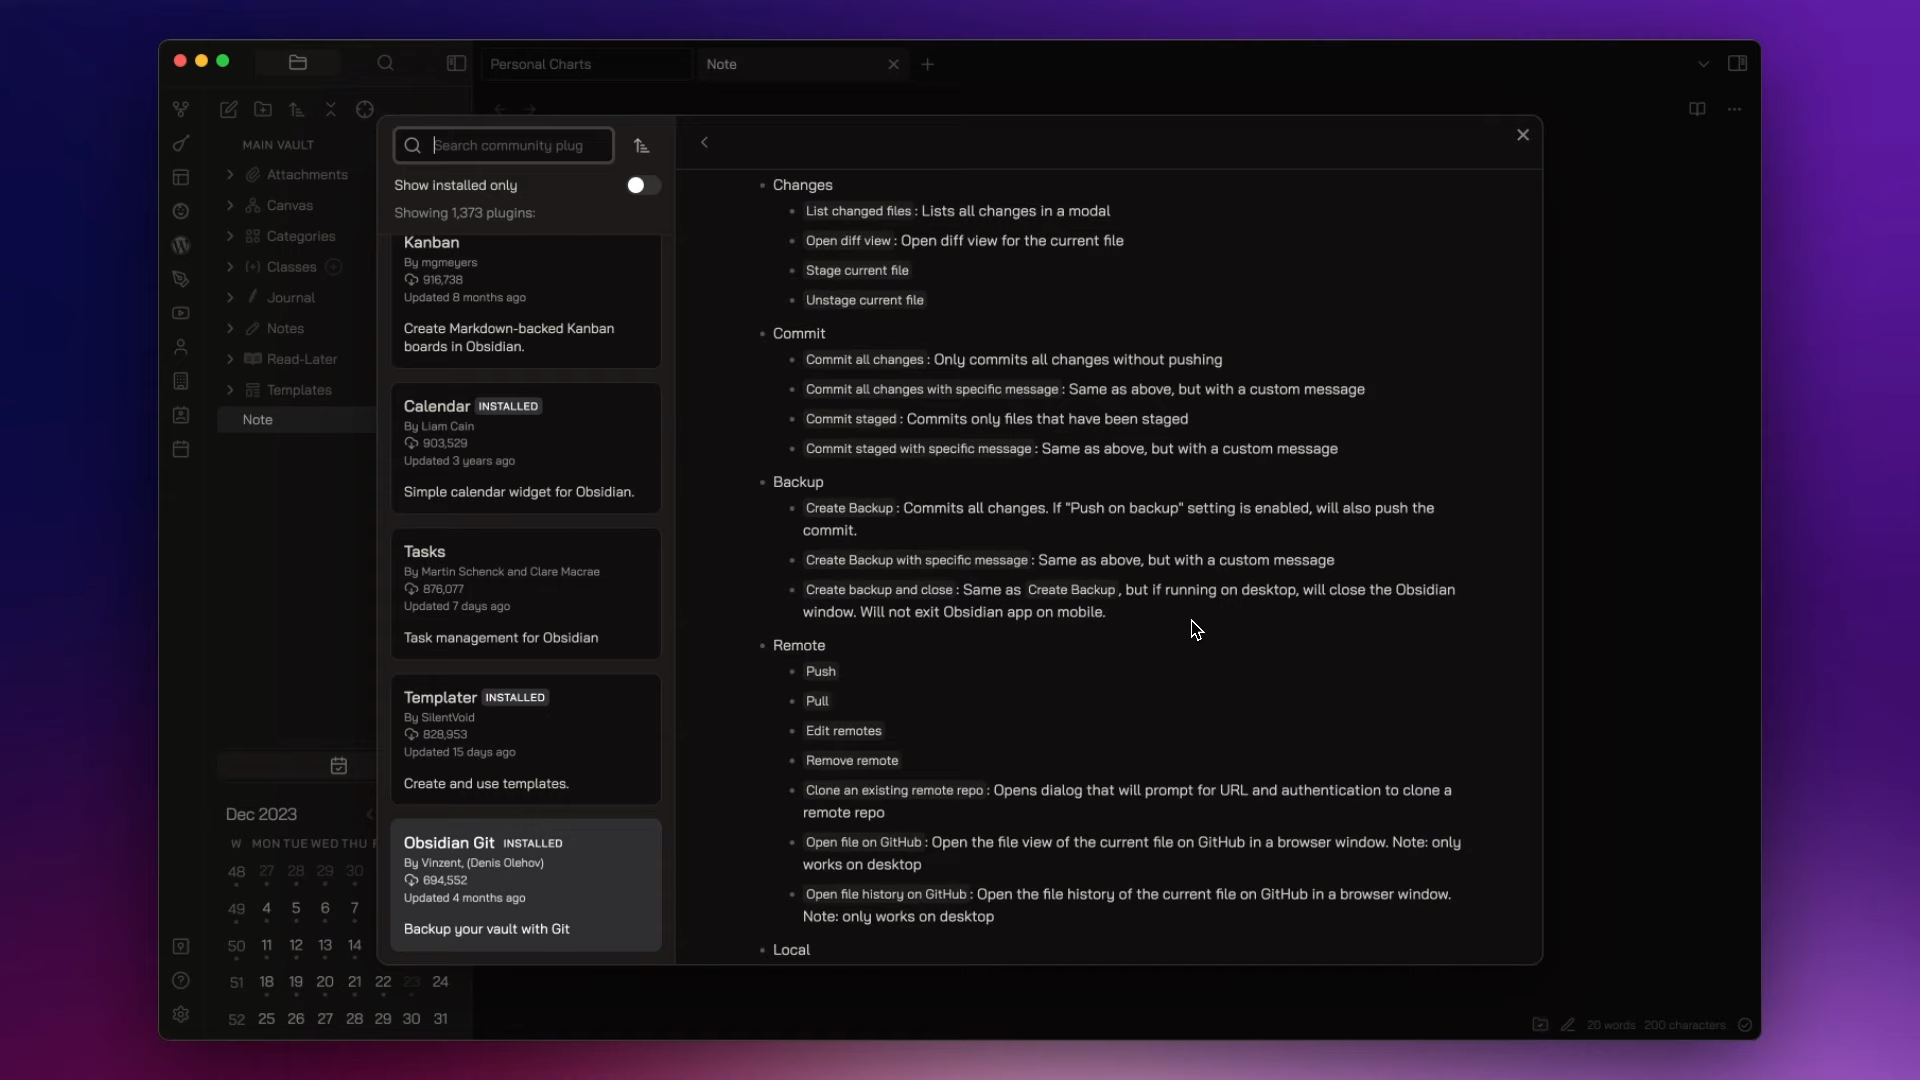 Personal Charts
Note
MAIN VAULT
Attachments
Canvas
Categories
Classes
Journal
Notes
Read-Later
Templates
Note
Dec 2023
W MON TUE WED THU F
48 27 28 29 30
49 4 5 6 7
50 11 12 13 14
51 18 19 20 21 22 23 24
52 25 26 27 28 29 30 31
Search community plug
Show installed only
Showing 1,373 plugins:
Kanban
By mgmeyers
916,738
Updated 8 months ago
Create Markdown-backed Kanban
boards in Obsidian.
Calendar INSTALLED
By Liam Cain
903,529
Updated 3 years ago
Simple calendar widget for Obsidian.
Tasks
By Martin Schenck and Clare Macrae
876,077
Updated 7 days ago
Task management for Obsidian
Templater INSTALLED
By SilentVoid
828,953
Updated 15 days ago
Create and use templates.
Obsidian Git INSTALLED
By Vinzent, (Denis Olehov)
694,552
Updated 4 months ago
Backup your vault with Git
Changes
List changed files : Lists all changes in a modal
Open diff view : Open diff view for the current file
Stage current file
Unstage current file
Commit
Commit all changes : Only commits all changes without pushing
Commit all changes with specific message : Same as above, but with a custom message
Commit staged : Commits only files that have been staged
Commit staged with specific message : Same as above, but with a custom message
Backup
Create Backup : Commits all changes. If "Push on backup" setting is enabled, will also push the
commit.
Create Backup with specific message : Same as above, but with a custom message
Create backup and close : Same as Create Backup , but if running on desktop, will close the Obsidian
window. Will not exit Obsidian app on mobile.
Remote
Push
Pull
Edit remotes
Remove remote
Clone an existing remote repo : Opens dialog that will prompt for URL and authentication to clone a
remote repo
Open file on GitHub : Open the file view of the current file on GitHub in a browser window. Note: only
works on desktop
Open file history on GitHub : Open the file history of the current file on GitHub in a browser window.
Note: only works on desktop
Local
20 words 200 characters